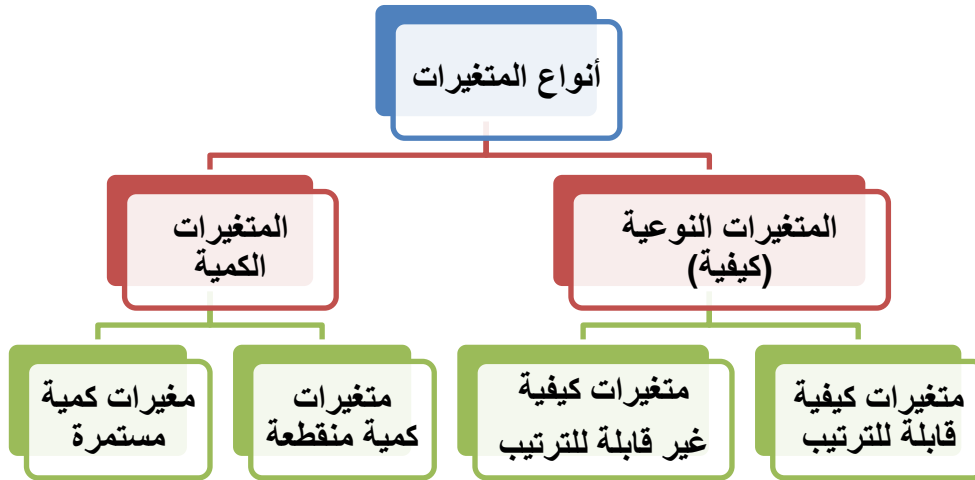 أنواع المتغيرات
المتغيرات النوعية
(كيفية)
المتغيرات
الكمية
متغيرات كيفية
قابلة للترتيب
متغيرات كيفية
غير قابلة للترتيب
متغيرات
كمية منقطعة
مغيرات كمية
مستمرة